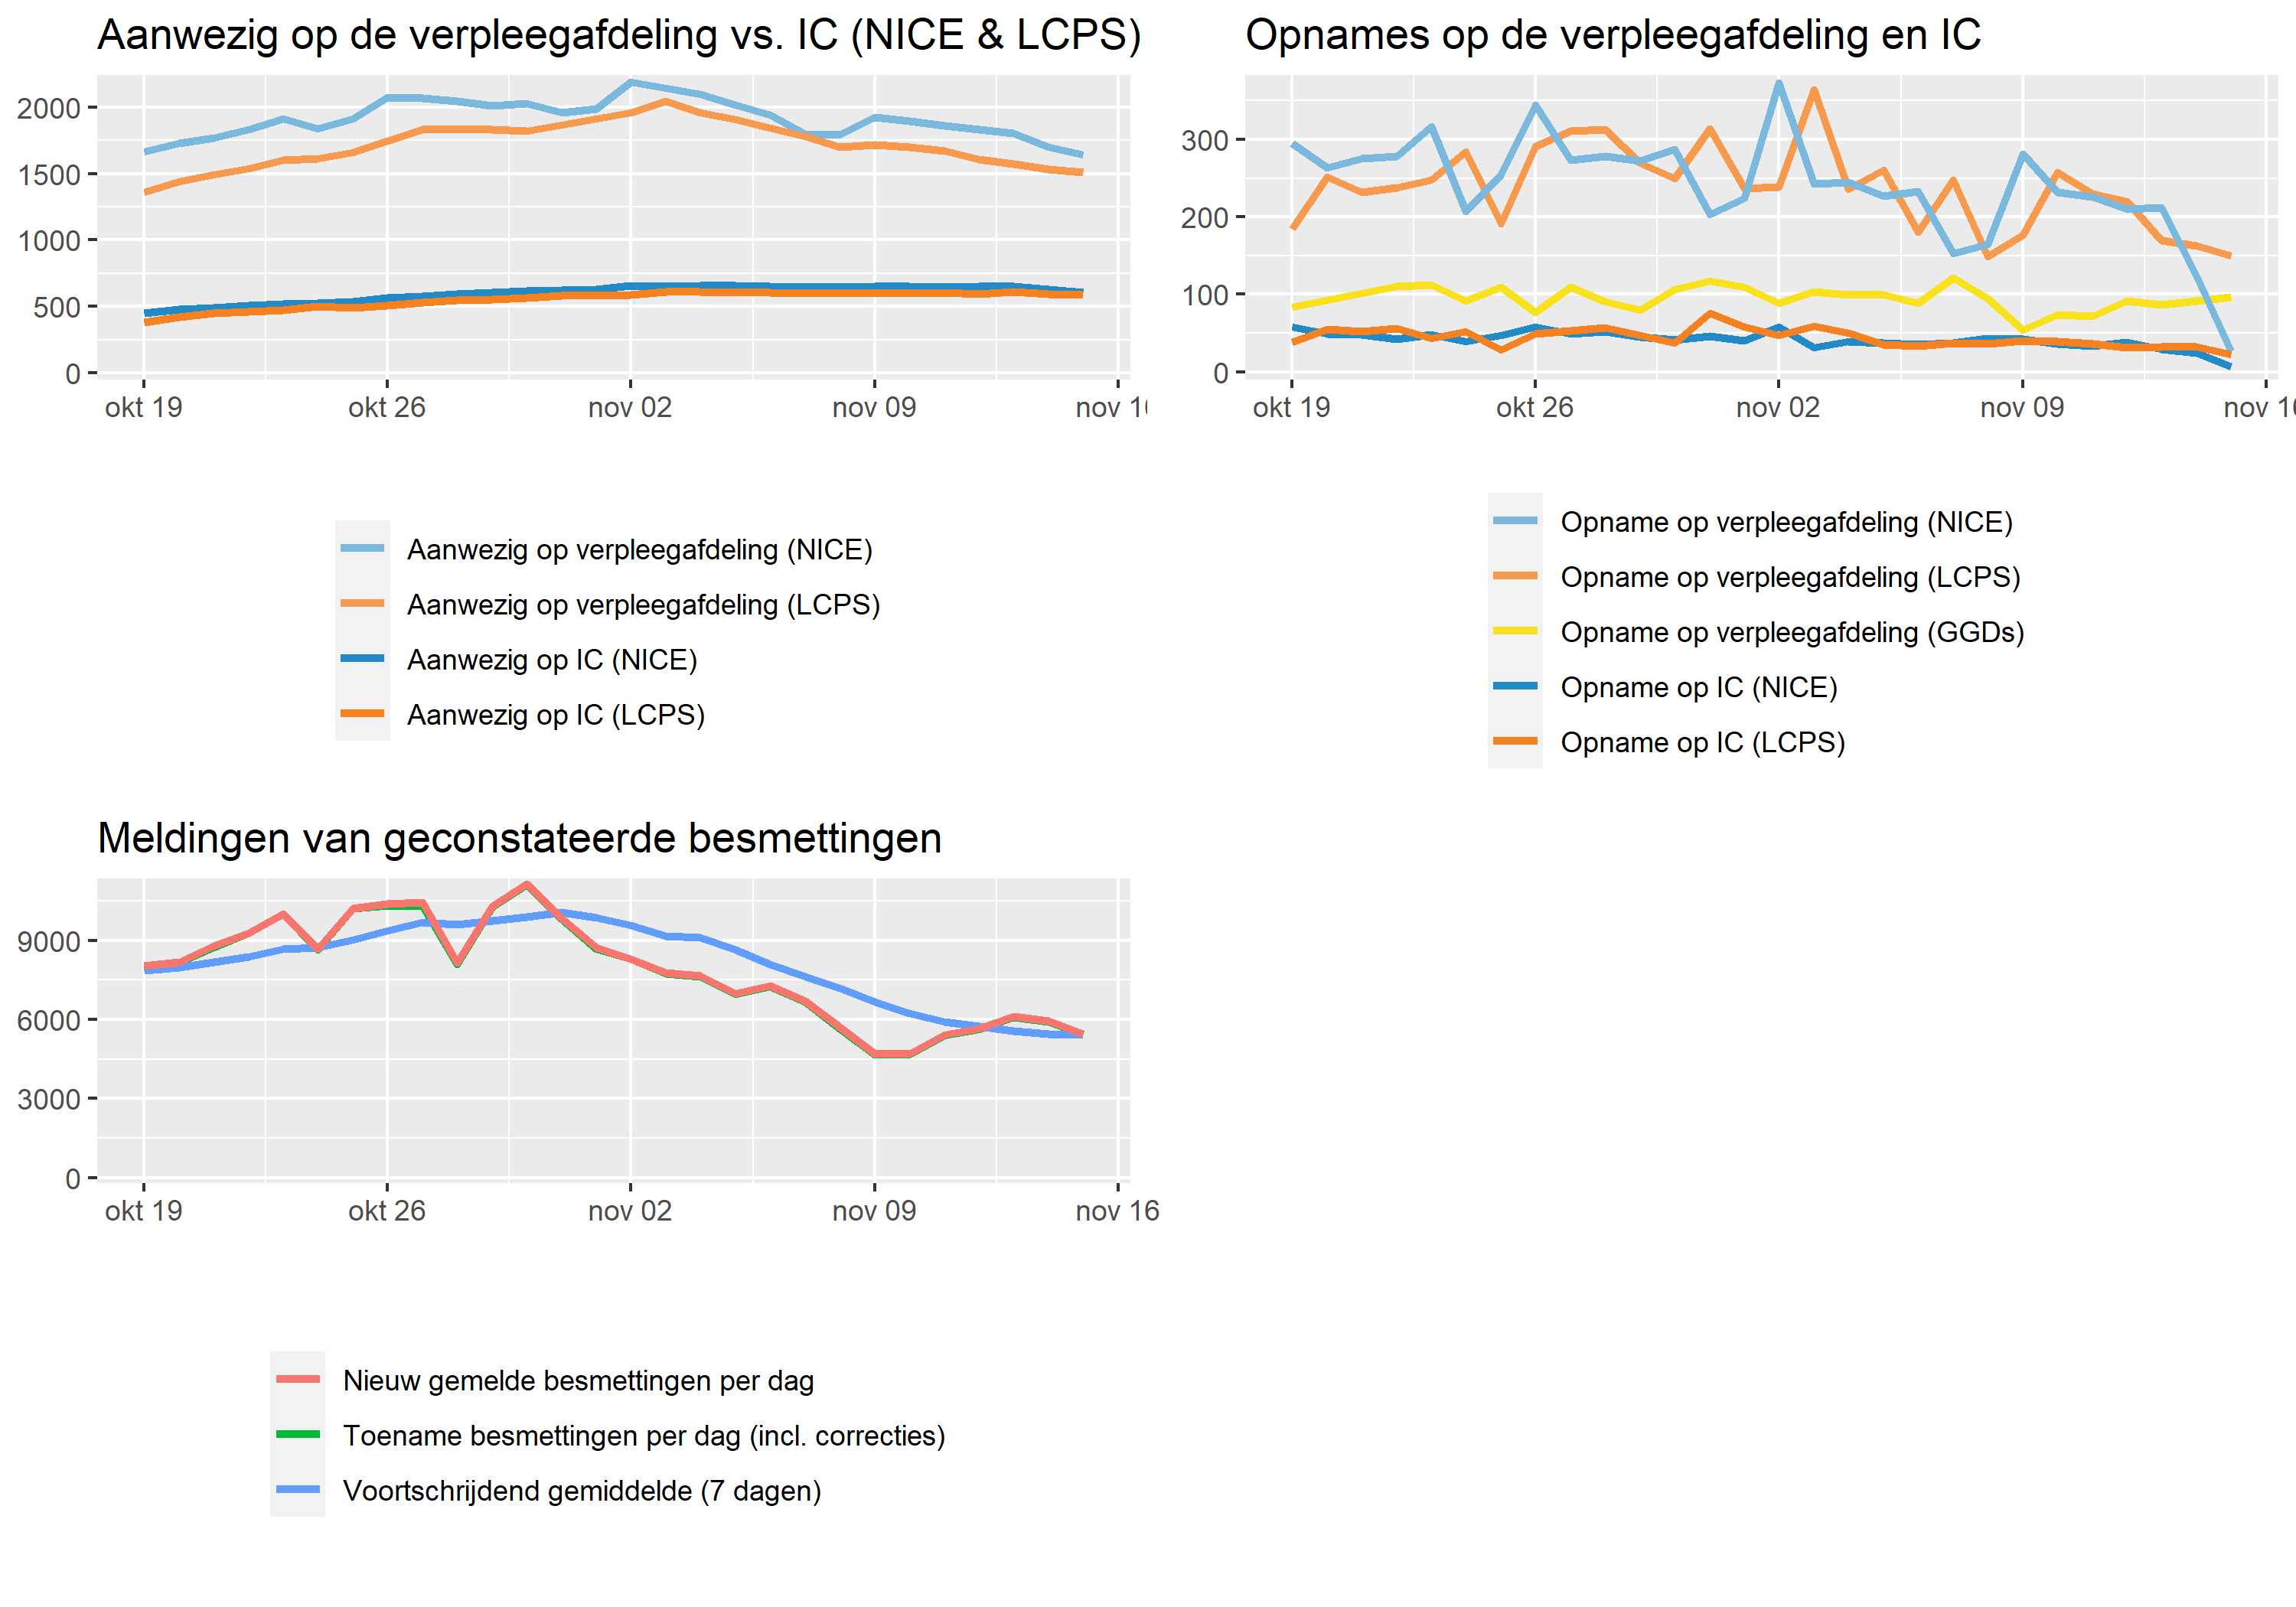 Aanwezig op de verpleegafdeling vs. IC (NICE & LCPS)
2000
1500
1000
500
0
okt 19
okt 26
nov 02
nov 09
nov 1
Aanwezig op verpleegafdeling (NICE)
Aanwezig op verpleegafdeling (LCPS)
Aanwezig op IC (NICE)
Aanwezig op IC (LCPS)
Opnames op de verpleegafdeling en IC
300
200
100
0
okt 19
okt 26
nov 02
nov 09
nov 16
Opname op verpleegafdeling (NICE)
Opname op verpleegafdeling (LCPS)
Opname op verpleegafdeling (GGDs)
Opname op IC (NICE)
Opname op IC (LCPS)
Meldingen van geconstateerde besmettingen
9000
6000
3000
0
okt 19
okt 26
nov 02
nov 09
nov 16
Nieuw gemelde besmettingen per dag
Toename besmettingen per dag (incl. correcties)
Voortschrijdend gemiddelde (7 dagen)